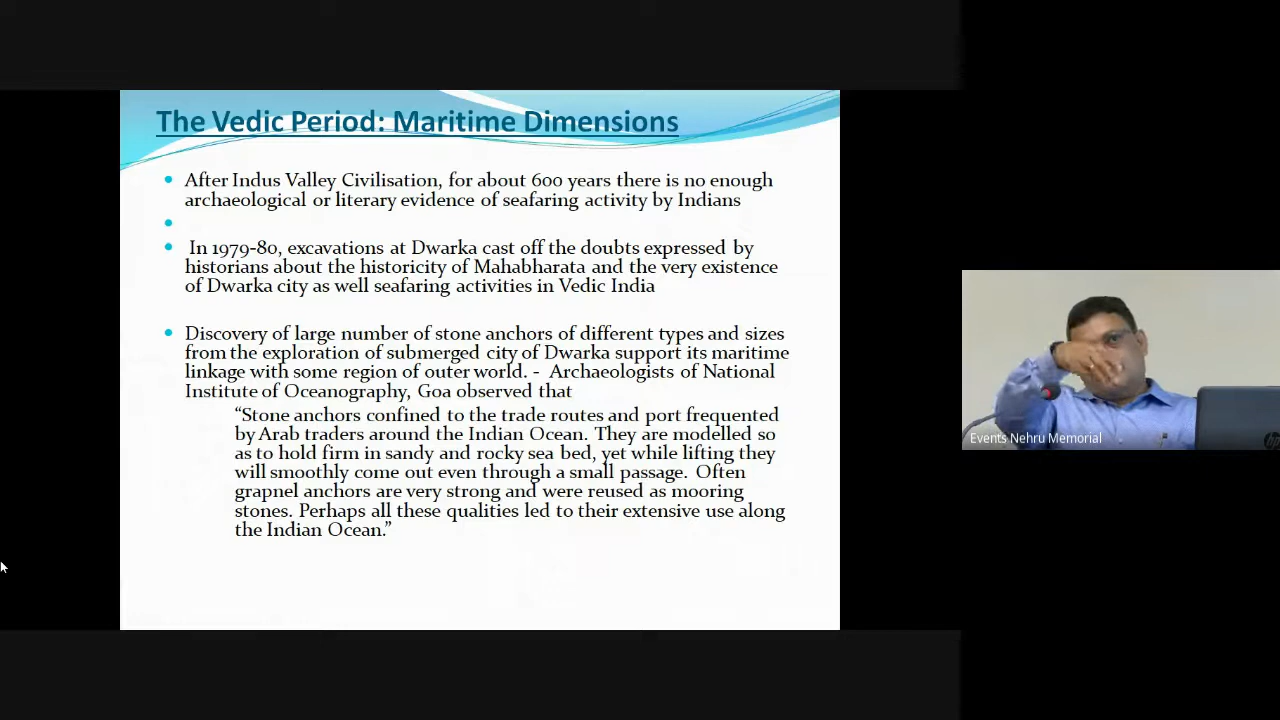 The Vedic Period: Maritime Dimensions
After Indus Valley Civilisation, for about 600 years there is no enough
archaeological or literary evidence of seafaring activity by Indians
In 1979-80, excavations at Dwarka cast off the doubts expressed by
historians about the historicity of Mahabharata and the very existence
of Dwarka city as well seafaring activities in Vedic India
Discovery of large number of stone anchors of different types and sizes
from the exploration of submerged city of Dwarka support its maritime
linkage with some region of outer world. - Archaeologists of National
Institute of Oceanography, Goa observed that
“Stone anchors confined to the trade routes and port frequented
by Arab traders around the Indian Ocean. They are modelled so
as to hold firm in sandy and rocky sea bed, yet while lifting they
will smoothly come out even through a small passage. Often
grapnel anchors are very strong and were reused as mooring
stones. Perhaps all these qualities led to their extensive use along
the Indian Ocean.”
Events Nehru Memorial
hp